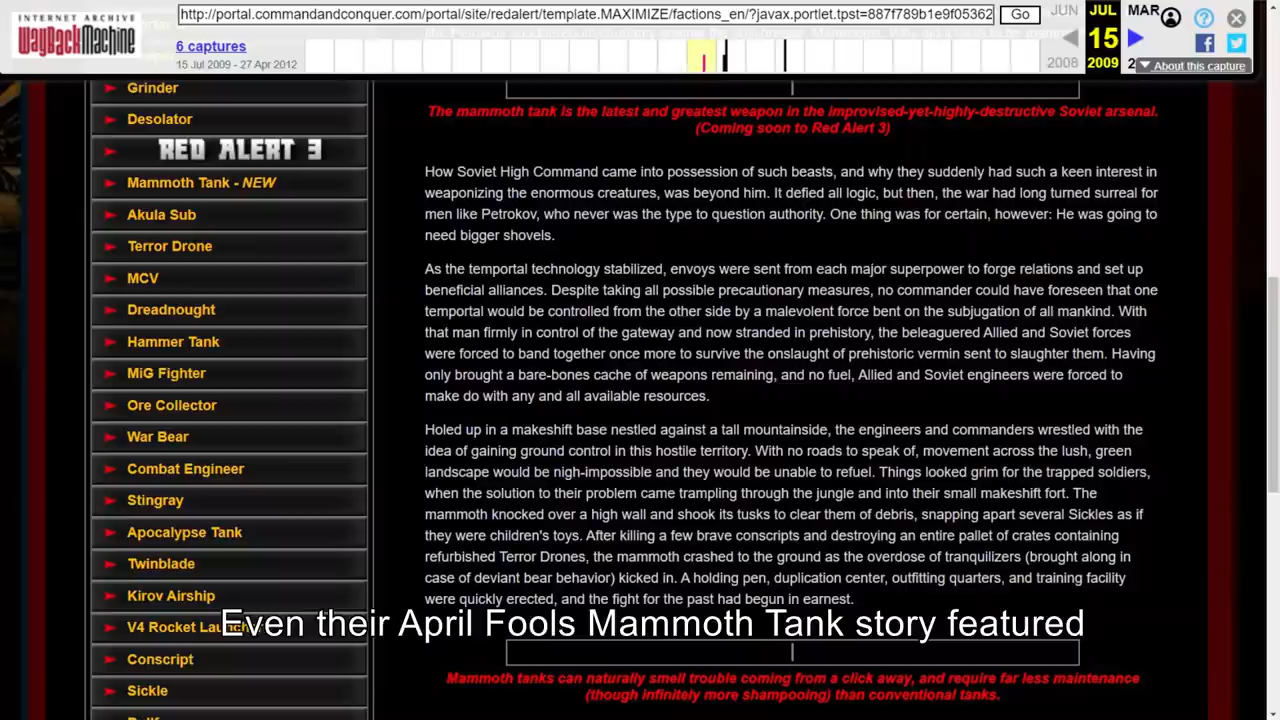 INTERNET ARCHIVE
WayBackMachine
http://portal.commandandconquer.com/portal/site/redalert/template.MAXIMIZE/factions_en/?javax.portlet.tpst=887f789b1e9f05362
Go
JUN
JUL
MAR
6 captures
15
15 Jul 2009 - 27 Apr 2012
2008
2009
About this capture
Grinder
Desolator
RED ALERT 3
Mammoth Tank - NEW
Akula Sub
Terror Drone
MCV
Dreadnought
Hammer Tank
MiG Fighter
Ore Collector
War Bear
Combat Engineer
Stingray
Apocalypse Tank
Twinblade
Kirov Airship
V4 Rocket
Conscript
Sickle
The mammoth tank is the latest and greatest weapon in the improvised-yet-highly-destructive Soviet arsenal.
(Coming soon to Red Alert 3)
How Soviet High Command came into possession of such beasts, and why they suddenly had such a keen interest in
weaponizing the enormous creatures, was beyond him. It defied all logic, but then, the war had long turned surreal for
men like Petrokov, who never was the type to question authority. One thing was for certain, however: He was going to
need bigger shovels.
As the temportal technology stabilized, envoys were sent from each major superpower to forge relations and set up
beneficial alliances. Despite taking all possible precautionary measures, no commander could have foreseen that one
temportal would be controlled from the other side by a malevolent force bent on the subjugation of all mankind. With
that man firmly in control of the gateway and now stranded in prehistory, the beleaguered Allied and Soviet forces
were forced to band together once more to survive the onslaught of prehistoric vermin sent to slaughter them. Having
only brought a bare-bones cache of weapons remaining, and no fuel, Allied and Soviet engineers were forced to
make do with any and all available resources.
Holed up in a makeshift base nestled against a tall mountainside, the engineers and commanders wrestled with the
idea of gaining ground control in this hostile territory. With no roads to speak of, movement across the lush, green
landscape would be nigh-impossible and they would be unable to refuel. Things looked grim for the trapped soldiers,
when the solution to their problem came trampling through the jungle and into their small makeshift fort. The
mammoth knocked over a high wall and shook its tusks to clear them of debris, snapping apart several Sickles as if
they were children's toys. After killing a few brave conscripts and destroying an entire pallet of crates containing
refurbished Terror Drones, the mammoth crashed to the ground as the overdose of tranquilizers (brought along in
case of deviant bear behavior) kicked in. A holding pen, duplication center, outfitting quarters, and training facility
were quickly erected, and the fight for the past had begun in earnest.
Even their April Fools Mammoth Tank story featured
Mammoth tanks can naturally smell trouble coming from a click away, and require far less maintenance
(though infinitely more shampooing) than conventional tanks.